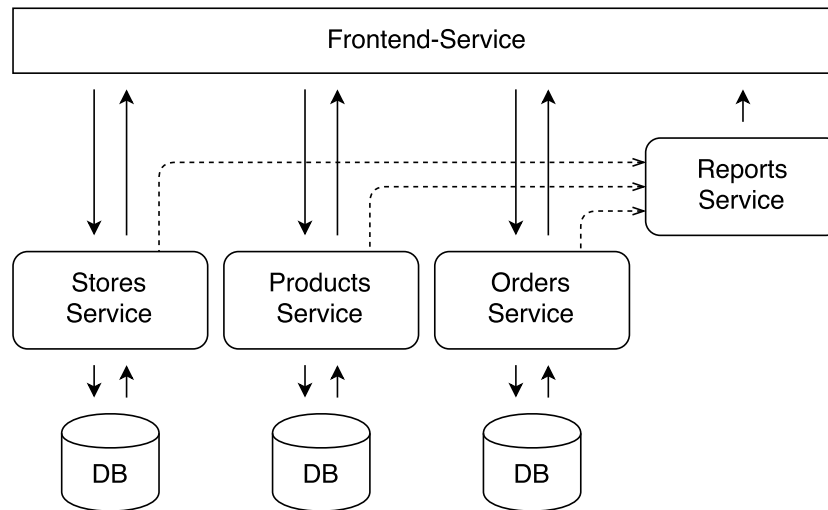 Frontend-Service
Reports
Service
Stores
Service
Products
Service
Orders
Service
DB
DB
DB